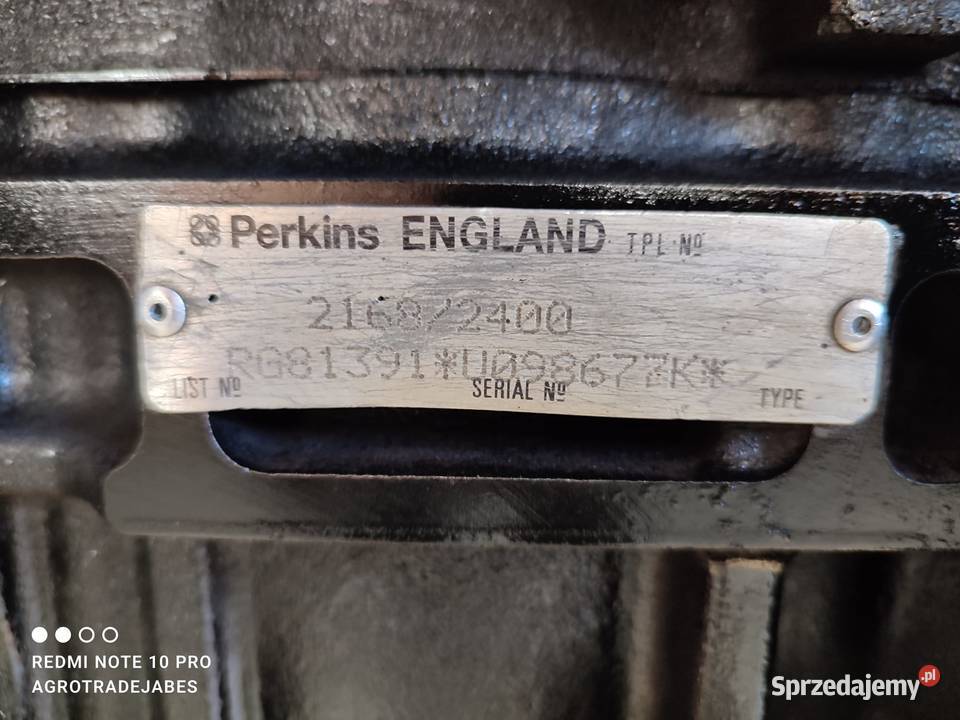 Perkins ENGLAND TPL Nº
2168/2400
RG81391*U098677K*
LIST Nº SERIAL Nº TYPE
REDMI NOTE 10 PRO
AGROTRADEJABES
Sprzedajemy.pl